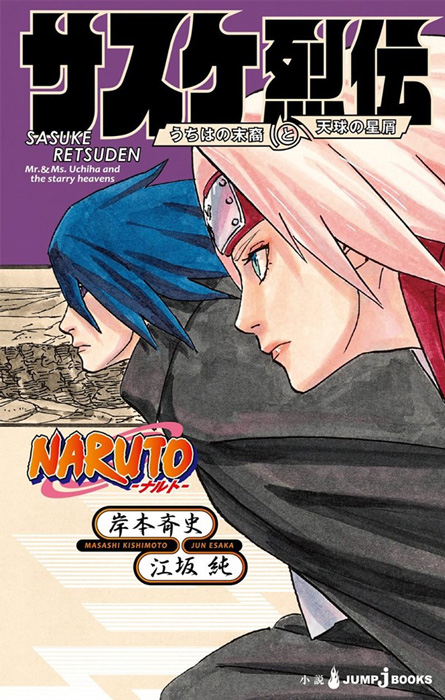 サスケ烈伝
うちはの末裔と天球の星屑
SASUKE
RETSUDEN
Mr.&Ms. Uchiha and
the starry heavens
NARUTO
-ナルト-
岸本斉史
MASASHI KISHIMOTO JUN ESAKA
江坂 純
小説 JUMP j BOOKS